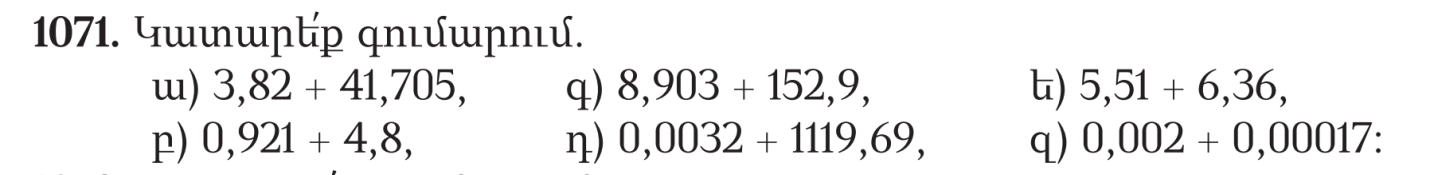 1071. Կատարե՛ք գումարում.
ա) 3,82 + 41,705, գ) 8,903 + 152,9, ե) 5,51 + 6,36,
բ) 0,921 + 4,8, դ) 0,0032 + 1119,69, զ) 0,002 + 0,00017: